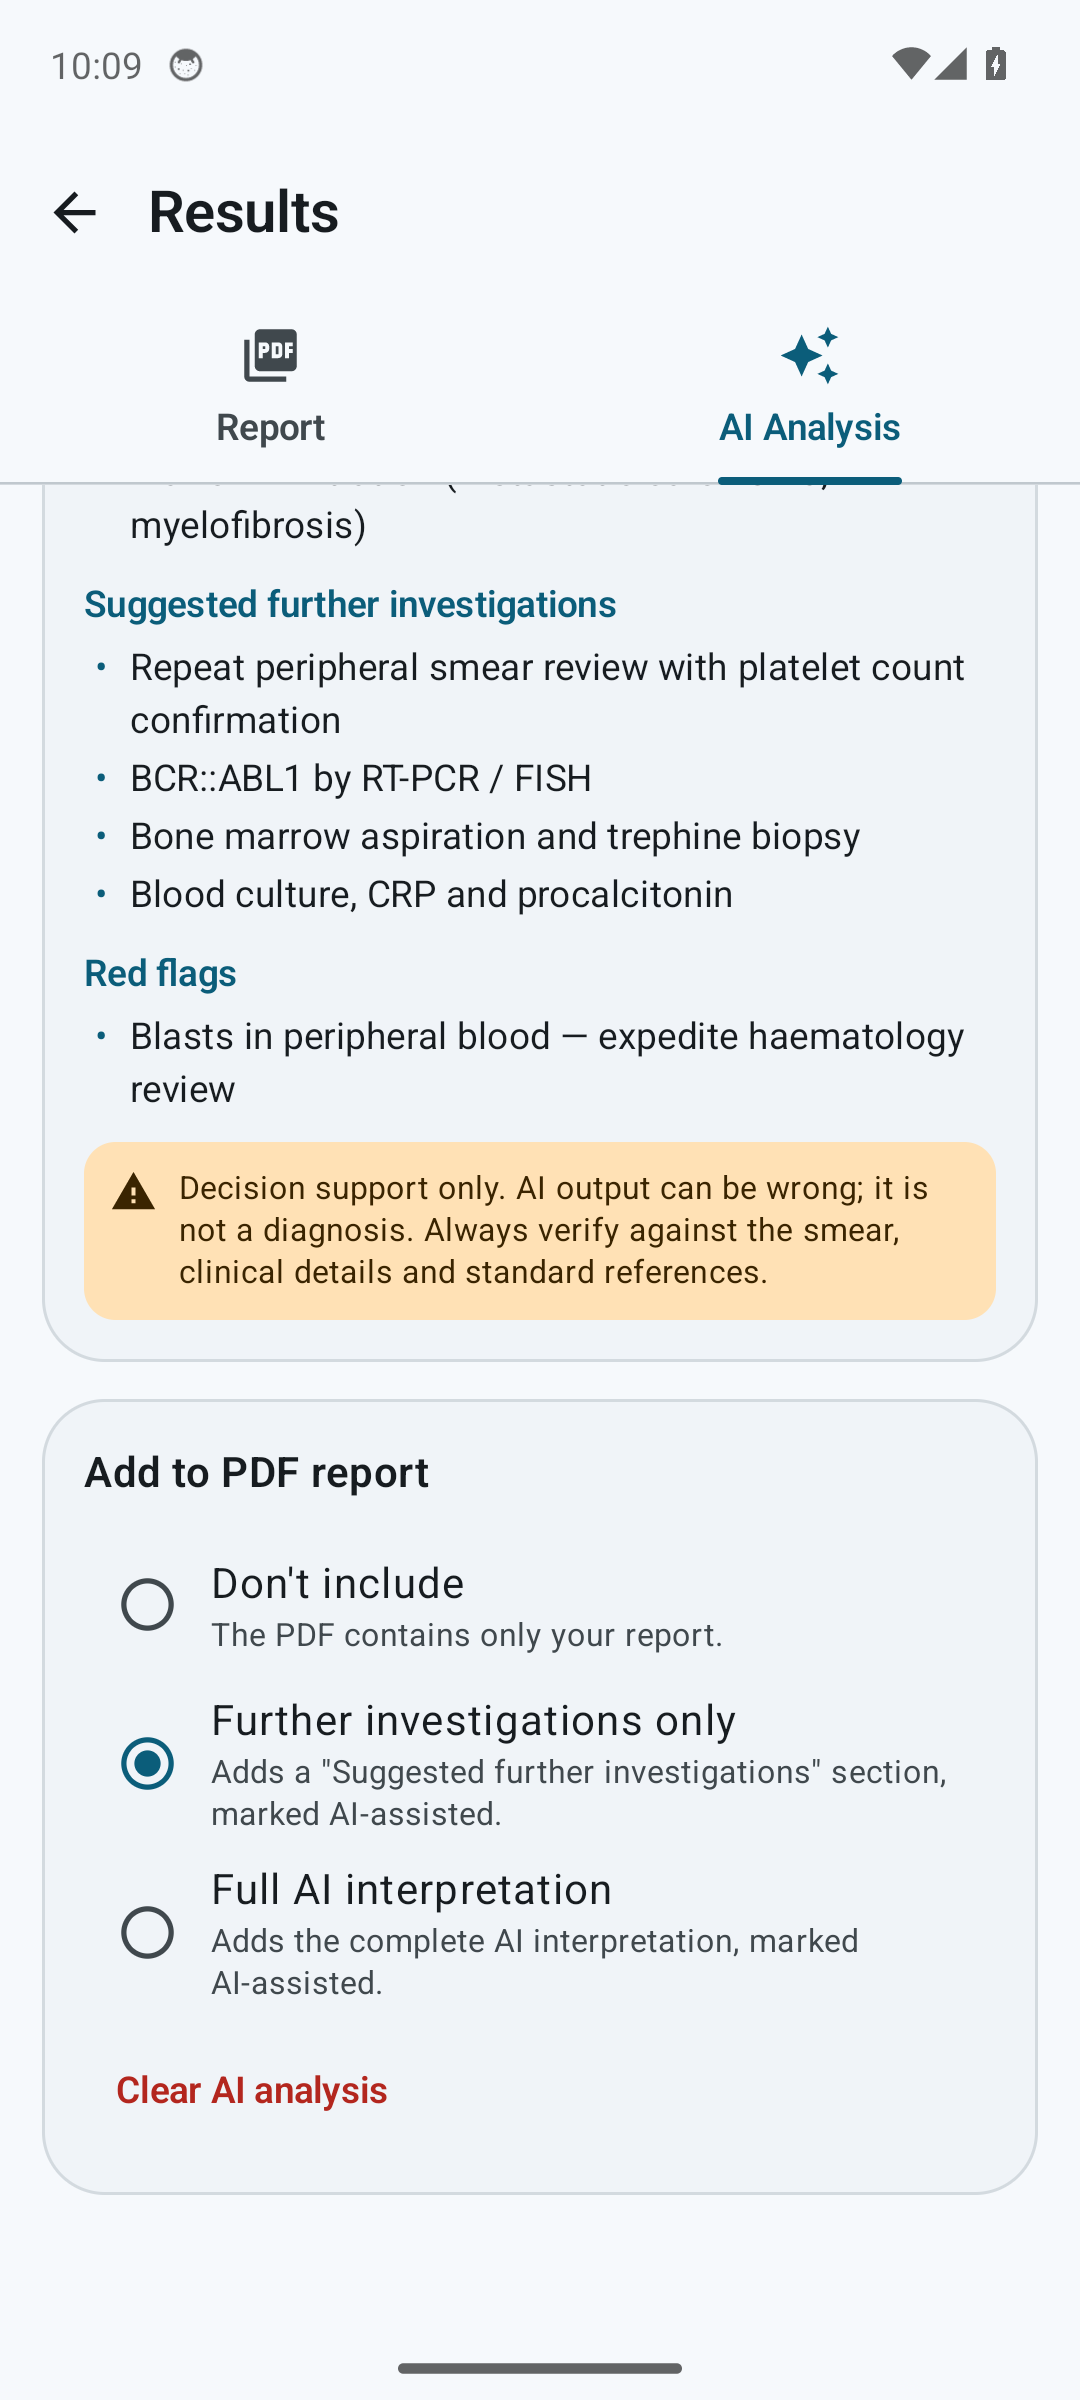 10:09
Results
PDF
Report
AI Analysis
myelofibrosis)
Suggested further investigations
• Repeat peripheral smear review with platelet count
confirmation
• BCR::ABL1 by RT-PCR / FISH
• Bone marrow aspiration and trephine biopsy
• Blood culture, CRP and procalcitonin
Red flags
• Blasts in peripheral blood — expedite haematology
review
Decision support only. AI output can be wrong; it is
not a diagnosis. Always verify against the smear,
clinical details and standard references.
Add to PDF report
Don't include
The PDF contains only your report.
Further investigations only
Adds a "Suggested further investigations" section,
marked AI-assisted.
Full AI interpretation
Adds the complete AI interpretation, marked
AI-assisted.
Clear AI analysis